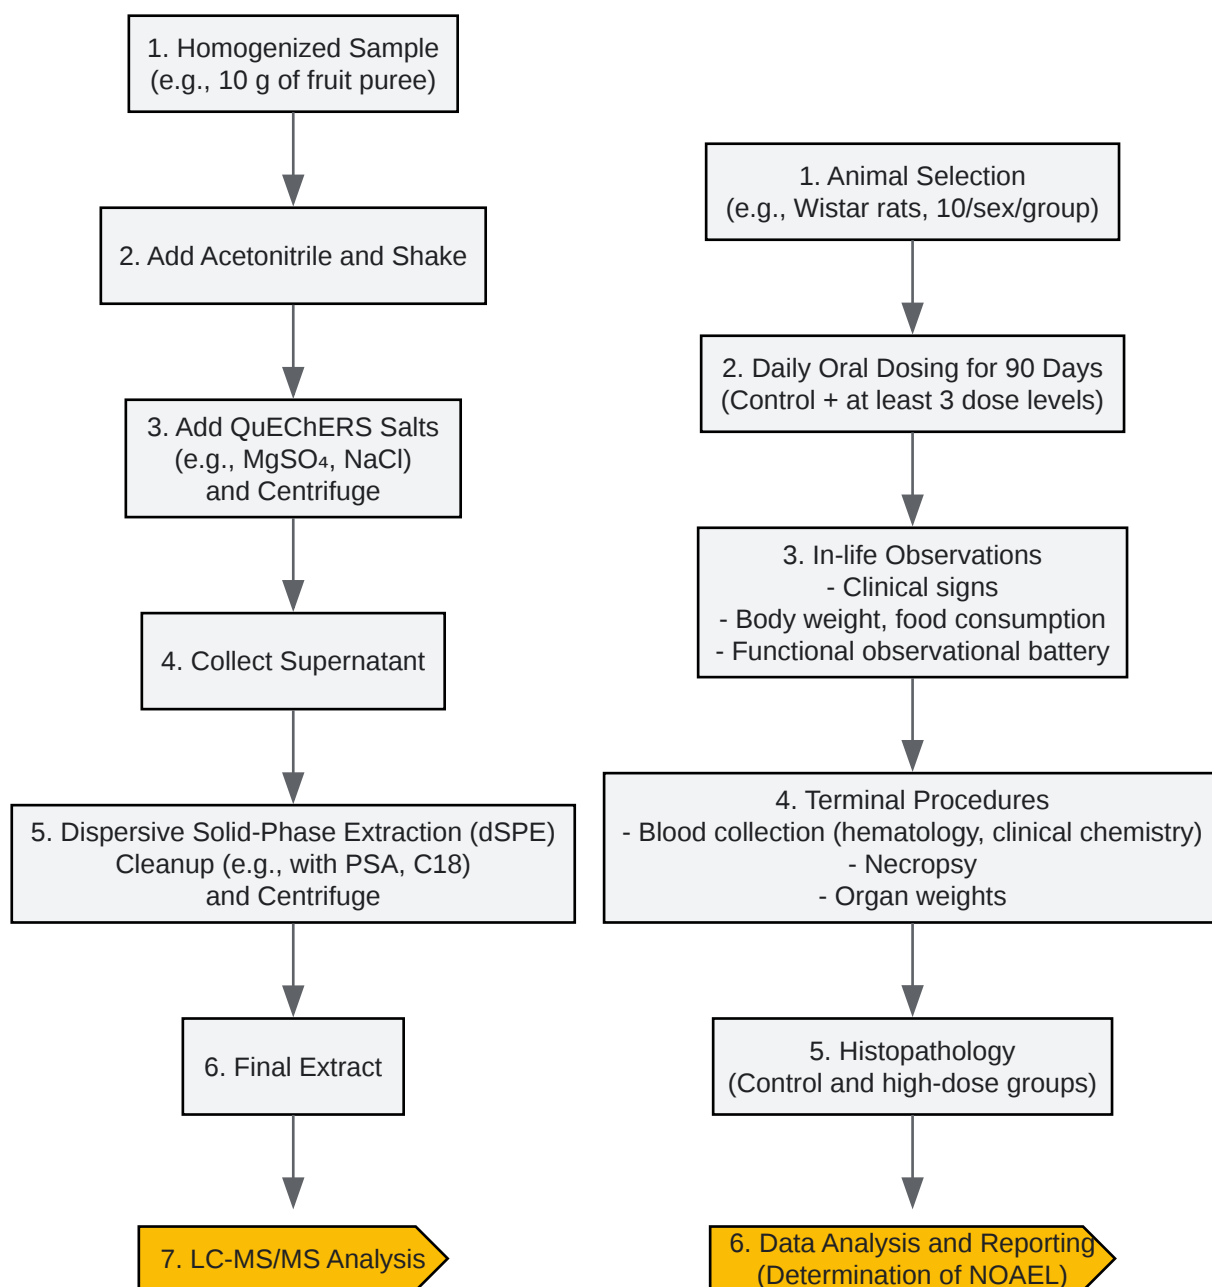 1. Homogenized Sample
(e.g., 10 g of fruit puree)
2. Add Acetonitrile and Shake
3. Add QuEChERS Salts
(e.g., MgSO₄, NaCl)
and Centrifuge
4. Collect Supernatant
5. Dispersive Solid-Phase Extraction (dSPE)
Cleanup (e.g., with PSA, C18)
and Centrifuge
6. Final Extract
7. LC-MS/MS Analysis
1. Animal Selection
(e.g., Wistar rats, 10/sex/group)
2. Daily Oral Dosing for 90 Days
(Control + at least 3 dose levels)
3. In-life Observations
- Clinical signs
- Body weight, food consumption
- Functional observational battery
4. Terminal Procedures
- Blood collection (hematology, clinical chemistry)
- Necropsy
- Organ weights
5. Histopathology
(Control and high-dose groups)
6. Data Analysis and Reporting
(Determination of NOAEL)